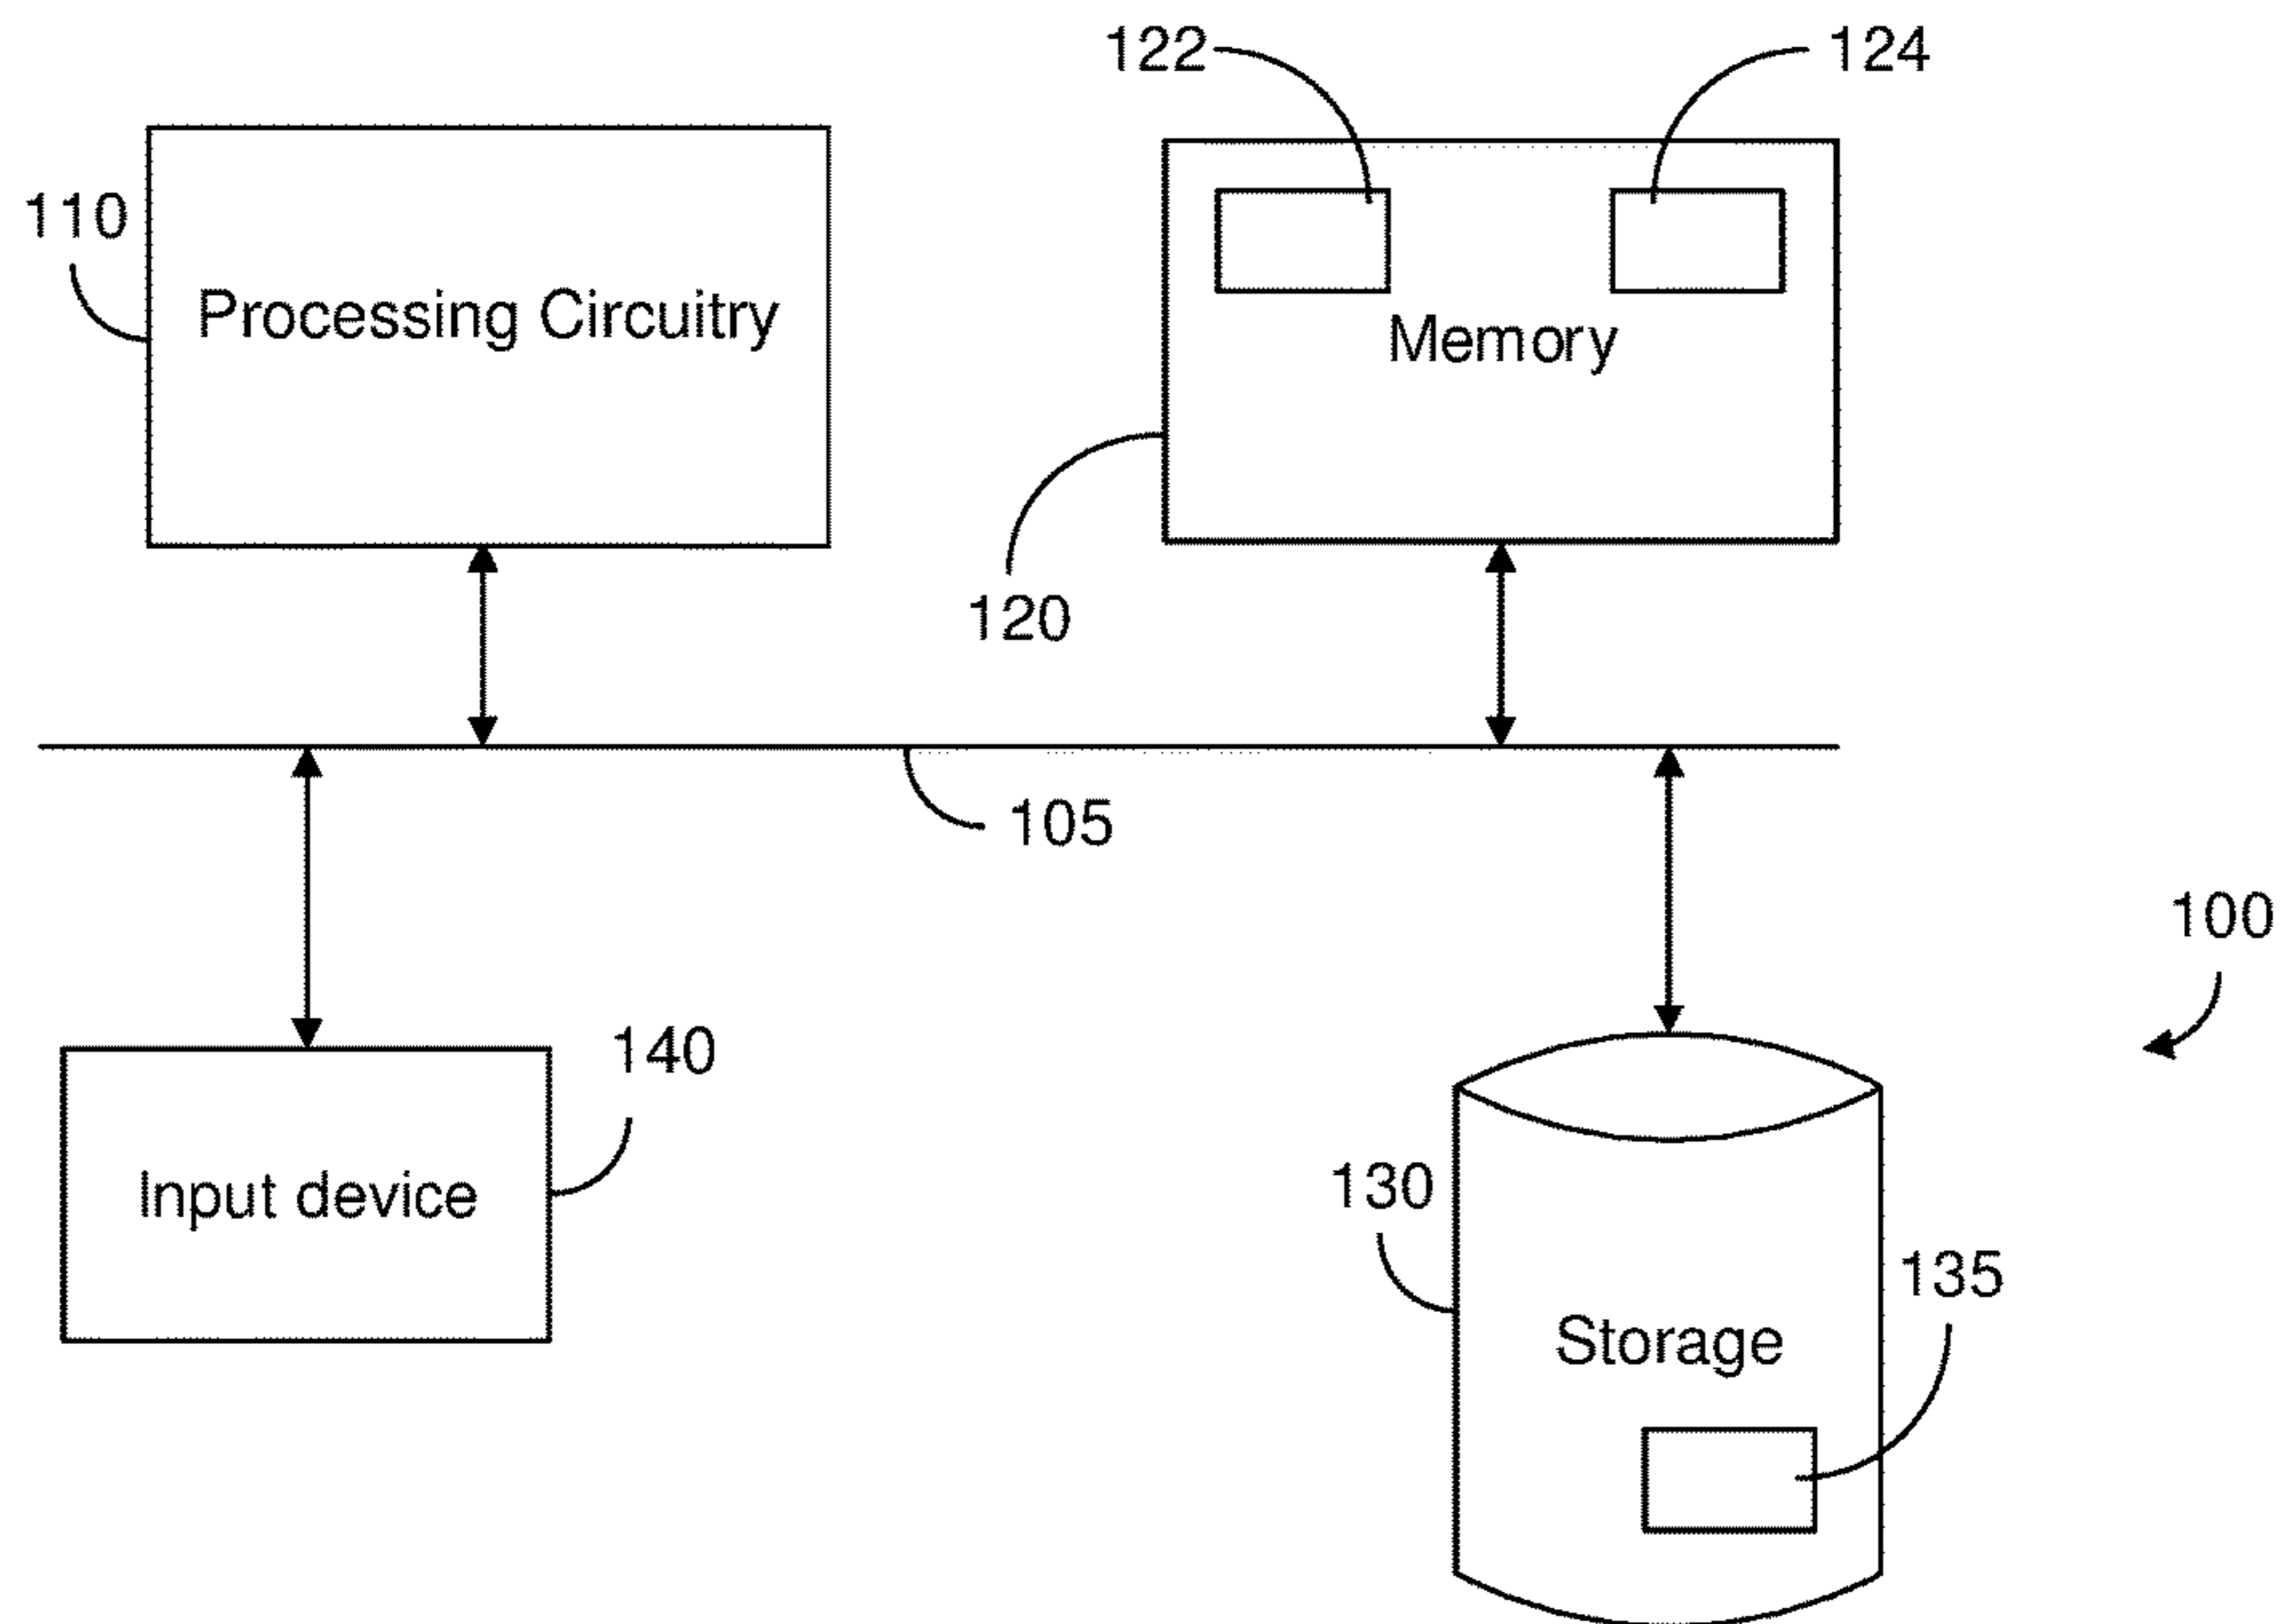 122
124
110
Processing Circuitry
Memory
120
105
100
140
Input device
130
135
Storage